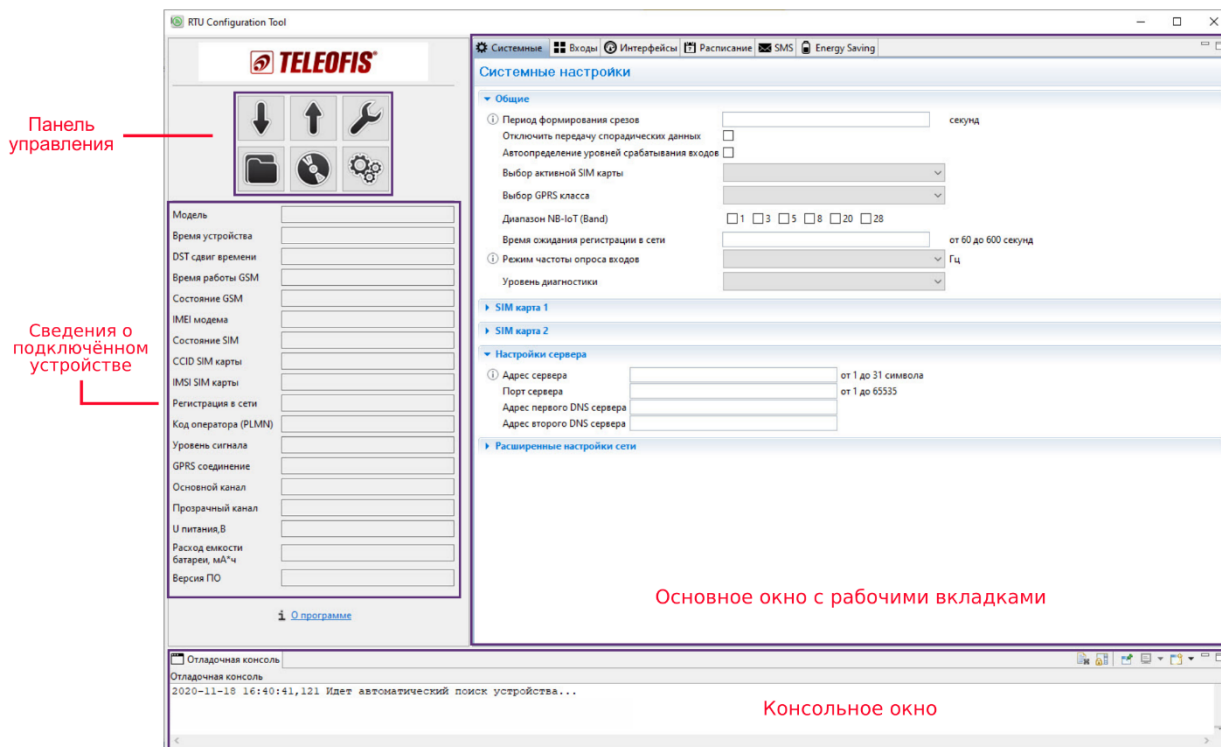 RTU Configuration Tool
TELEOFIS®
Панель
управления
Модель
Время устройства
DST сдвиг времени
Время работы GSM
Состояние GSM
IMEI модема
Состояние SIM
CCID SIM карты
IMSI SIM карты
Регистрация в сети
Код оператора (PLMN)
Уровень сигнала
GPRS соединение
Основной канал
Прозрачный канал
U питания,В
Расход емкости
батареи, мА*ч
Версия ПО
Сведения о
подключённом
устройстве
О программе
Системные Входы Интерфейсы Расписание SMS Energy Saving
Системные настройки
Общие
Период формирования срезов секунд
Отключить передачу спорадических данных
Автоопределение уровней срабатывания входов
Выбор активной SIM карты
Выбор GPRS класса
Диапазон NB-IoT (Band) 1 3 5 8 20 28
Время ожидания регистрации в сети от 60 до 600 секунд
Режим частоты опроса входов Гц
Уровень диагностики
SIM карта 1
SIM карта 2
Настройки сервера
Адрес сервера от 1 до 31 символа
Порт сервера от 1 до 65535
Адрес первого DNS сервера
Адрес второго DNS сервера
Расширенные настройки сети
Основное окно с рабочими вкладками
Отладочная консоль
Отладочная консоль
2020-11-18 16:40:41,121 Идет автоматический поиск устройства...
Консольное окно